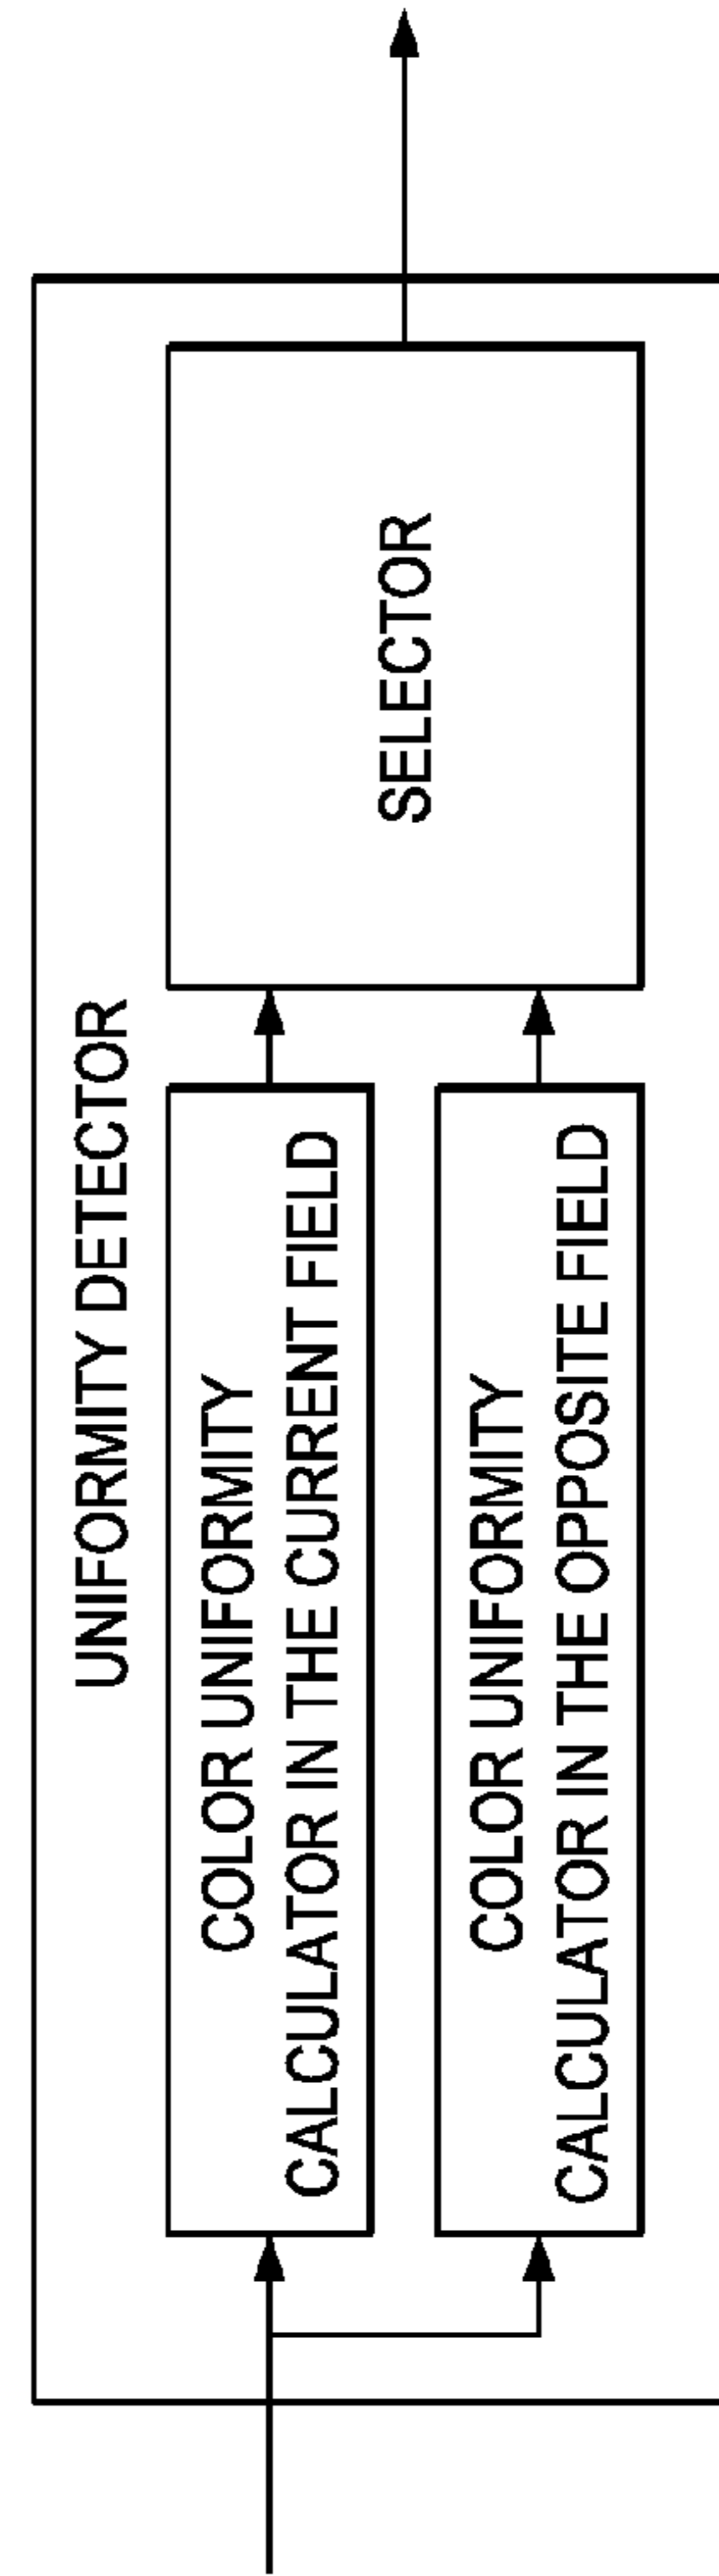 UNIFORMITY DETECTOR
COLOR UNIFORMITY
CALCULATOR IN THE CURRENT FIELD
COLOR UNIFORMITY
CALCULATOR IN THE OPPOSITE FIELD
SELECTOR